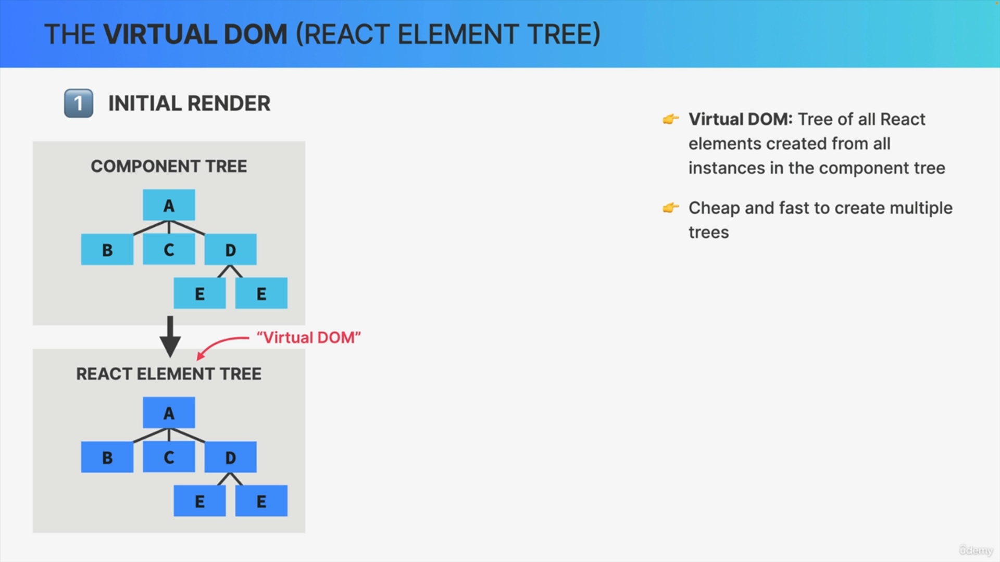 THE VIRTUAL DOM (REACT ELEMENT TREE)
1 INITIAL RENDER
COMPONENT TREE
A
B C D
E E
“Virtual DOM”
REACT ELEMENT TREE
A
B C D
E E
👉 Virtual DOM: Tree of all React
elements created from all
instances in the component tree
👉 Cheap and fast to create multiple
trees
ûdemy